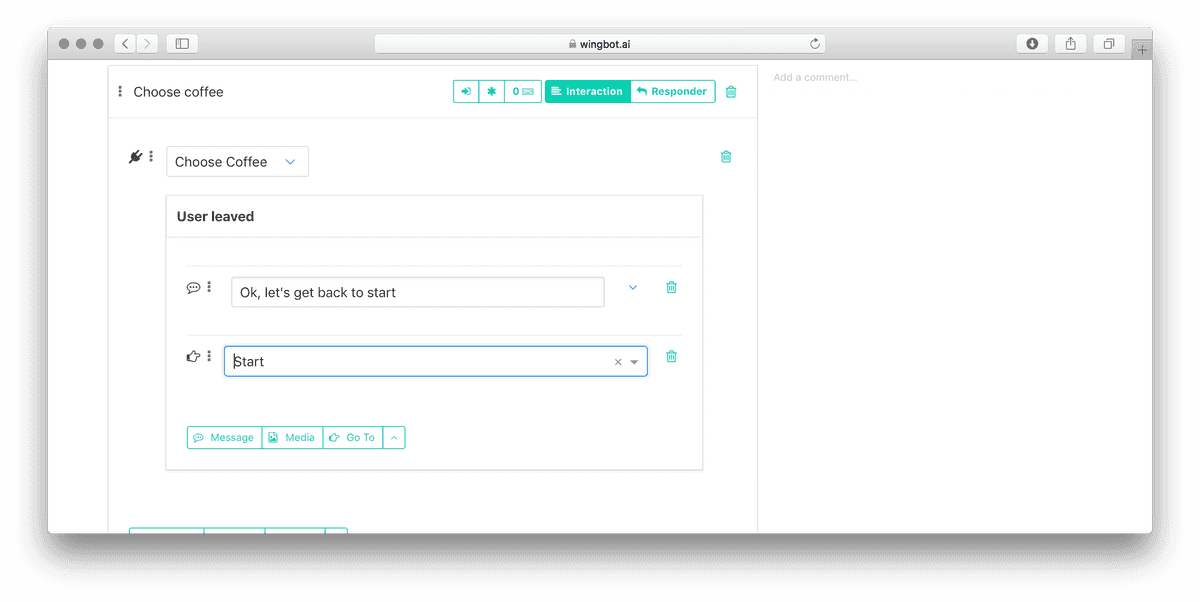 wingbot.ai
Choose coffee
0
Interaction
Responder
Add a comment...
Choose Coffee
User leaved
Ok, let's get back to start
Start
Message
Media
Go To